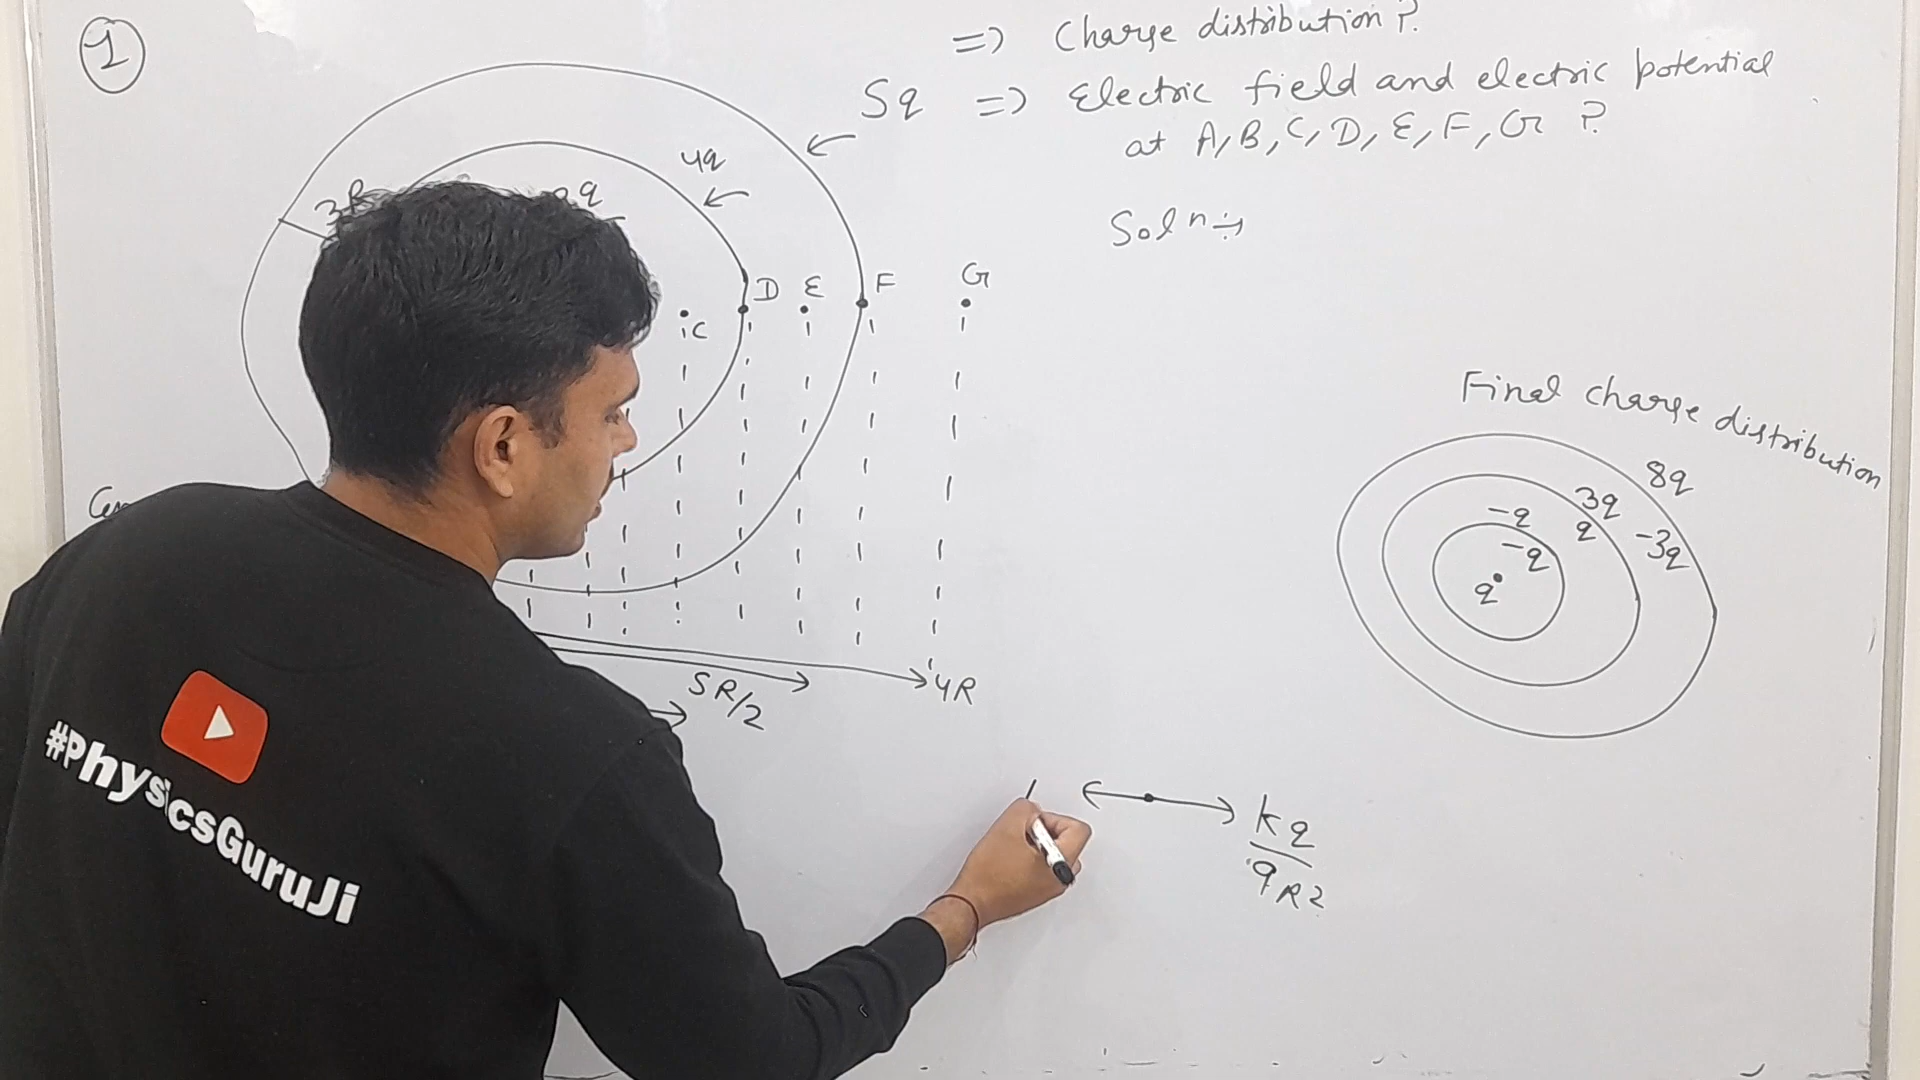 1
=> Charge distribution?
5q => Electric field and electric potential
at A, B, C, D, E, F, G ?
Solⁿ ÷→
4q
3R
q
D E F G
C
Final charge distribution
8q
3q
-q q -3q
-q
q
5R/2
4R
kq
9R2
#PhysicsGuruJi